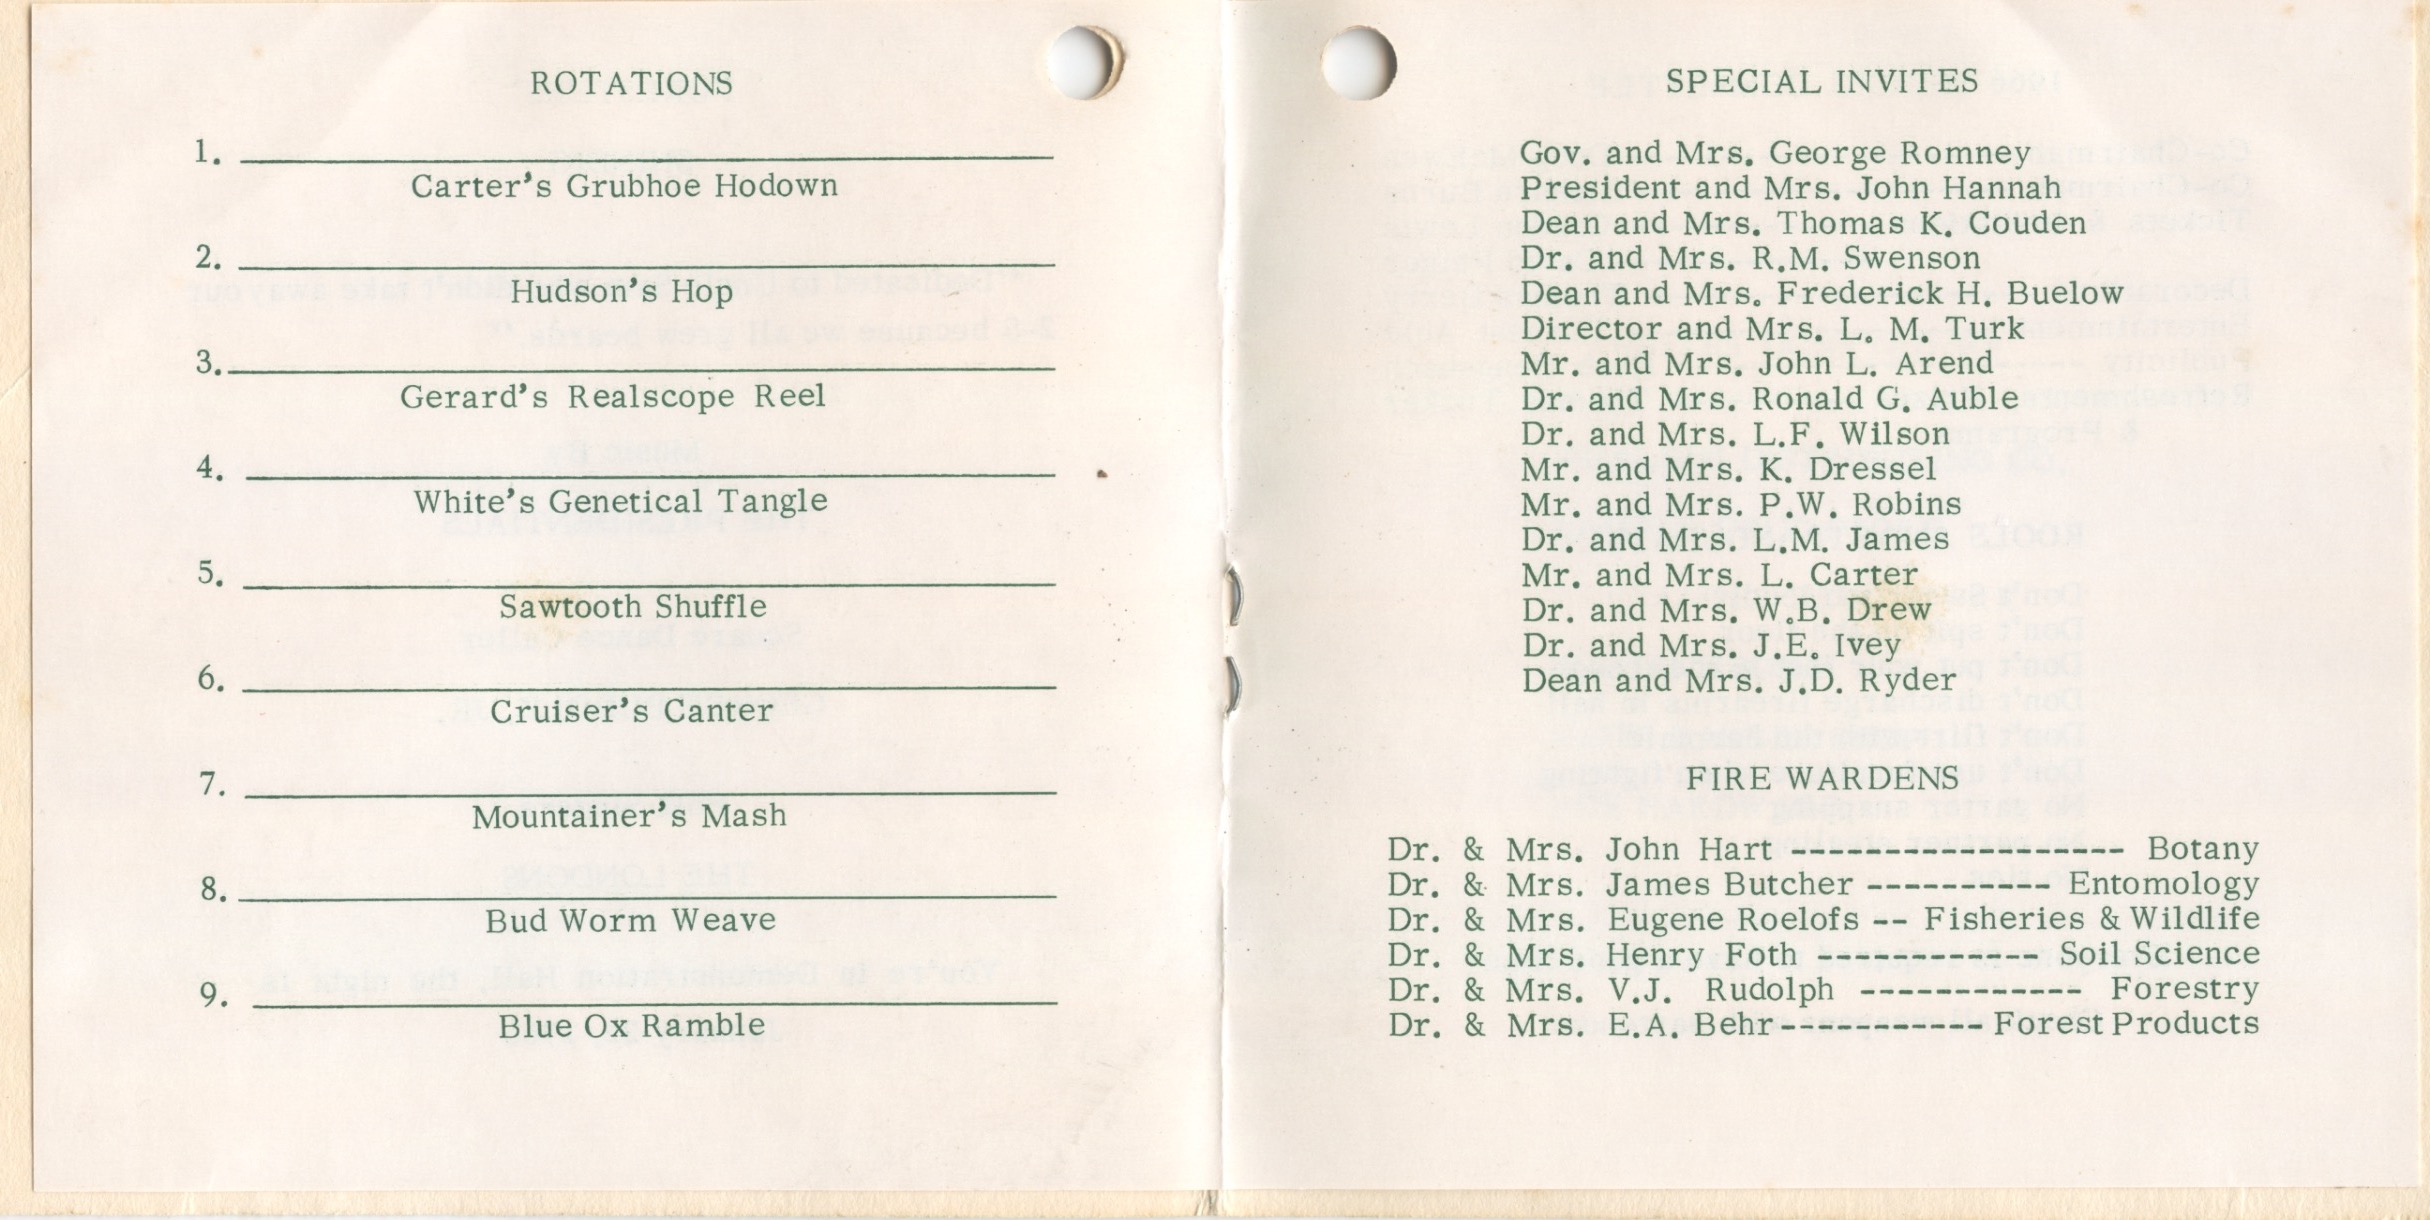 ROTATIONS
1.
Carter's Grubhoe Hodown
2.
Hudson's Hop
3.
Gerard's Realscope Reel
4.
White's Genetical Tangle
5.
Sawtooth Shuffle
6.
Cruiser's Canter
7.
Mountainer's Mash
8.
Bud Worm Weave
9.
Blue Ox Ramble
SPECIAL INVITES
Gov. and Mrs. George Romney
President and Mrs. John Hannah
Dean and Mrs. Thomas K. Couden
Dr. and Mrs. R.M. Swenson
Dean and Mrs. Frederick H. Buelow
Director and Mrs. L. M. Turk
Mr. and Mrs. John L. Arend
Dr. and Mrs. Ronald G. Auble
Dr. and Mrs. L.F. Wilson
Mr. and Mrs. K. Dressel
Mr. and Mrs. P.W. Robins
Dr. and Mrs. L.M. James
Mr. and Mrs. L. Carter
Dr. and Mrs. W.B. Drew
Dr. and Mrs. J.E. Ivey
Dean and Mrs. J.D. Ryder
FIRE WARDENS
Dr. & Mrs. John Hart ------------------ Botany
Dr. & Mrs. James Butcher ---------- Entomology
Dr. & Mrs. Eugene Roelofs -- Fisheries & Wildlife
Dr. & Mrs. Henry Foth ------------ Soil Science
Dr. & Mrs. V.J. Rudolph ------------ Forestry
Dr. & Mrs. E.A. Behr ----------- Forest Products